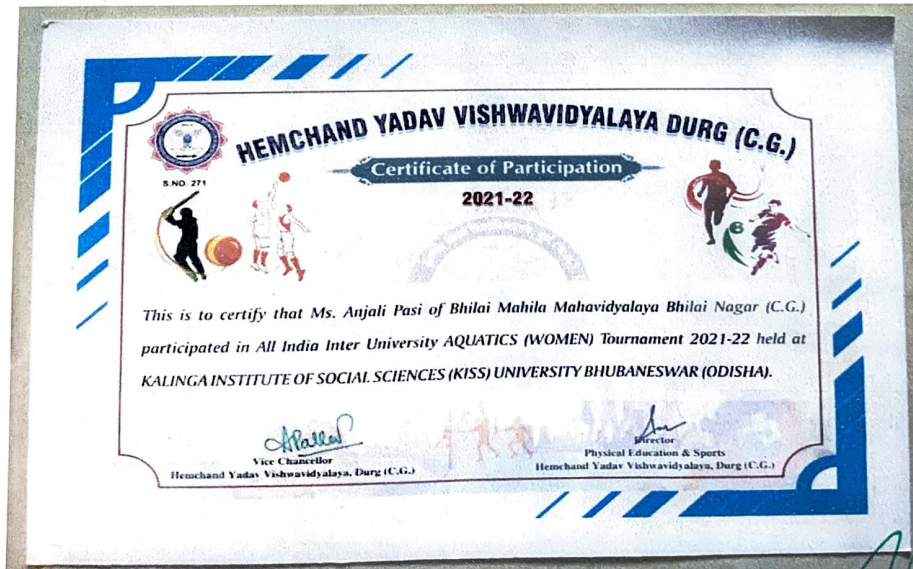 HEMCHAND YADAV VISHWAVIDYALAYA DURG (C.G.)
Certificate of Participation
S.NO. 271
2021-22
6
This is to certify that Ms. Anjali Pasi of Bhilai Mahila Mahavidyalaya Bhilai Nagar (C.G.)
participated in All India Inter University AQUATICS (WOMEN) Tournament 2021-22 held at
KALINGA INSTITUTE OF SOCIAL SCIENCES (KISS) UNIVERSITY BHUBANESWAR (ODISHA).
Vice Chancellor
Hemchand Yadav Vishwavidyalaya, Durg (C.G.)
Director
Physical Education & Sports
Hemchand Yadav Vishwavidyalaya, Durg (C.G.)